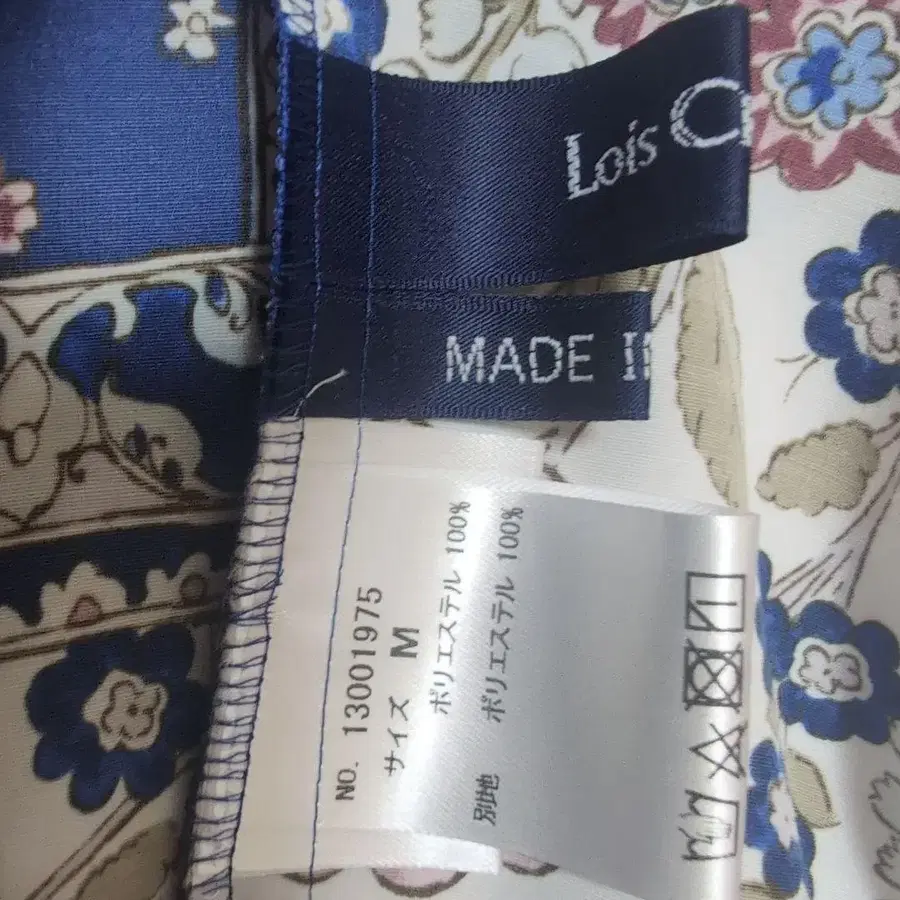 Lois
MADE
NO. 13001975
サイズ M
ポリエステル 100%
別地 ポリエステル 100%